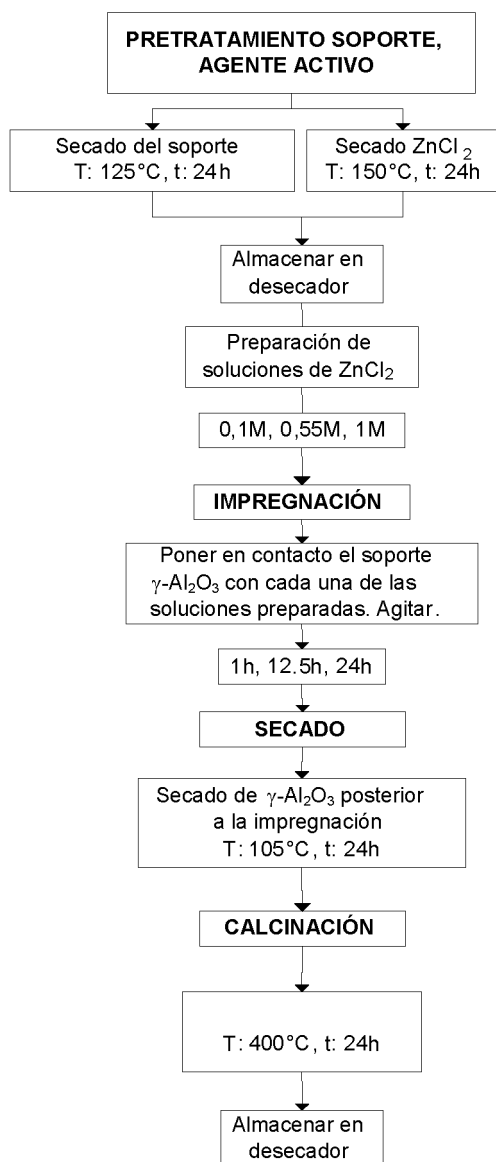 PRETRATAMIENTO SOPORTE,
AGENTE ACTIVO
Secado del soporte
T: 125°C, t: 24h
Secado ZnCl₂
T: 150°C, t: 24h
Almacenar en
desecador
Preparación de
soluciones de ZnCl₂
0,1M, 0,55M, 1M
IMPREGNACIÓN
Poner en contacto el soporte
γ-Al₂O₃ con cada una de las
soluciones preparadas. Agitar.
1h, 12.5h, 24h
SECADO
Secado de γ-Al₂O₃ posterior
a la impregnación
T: 105°C, t: 24h
CALCINACIÓN
T: 400°C, t: 24h
Almacenar en
desecador